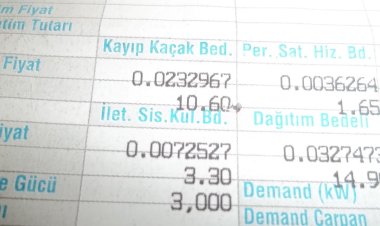 m Fiyat
etim Tutarı
Kayıp Kaçak Bed. Per. Sat. Hiz. Bd.
Fiyat 0.0232967 0.0036264
10.60 1.65
İlet. Sis.Kul.Bd. Dağıtım Bedeli
iyat 0.0072527 0.0327473
3.30 14.9
e Gücü 3,000 Demand (kW)
Demand Çarpan